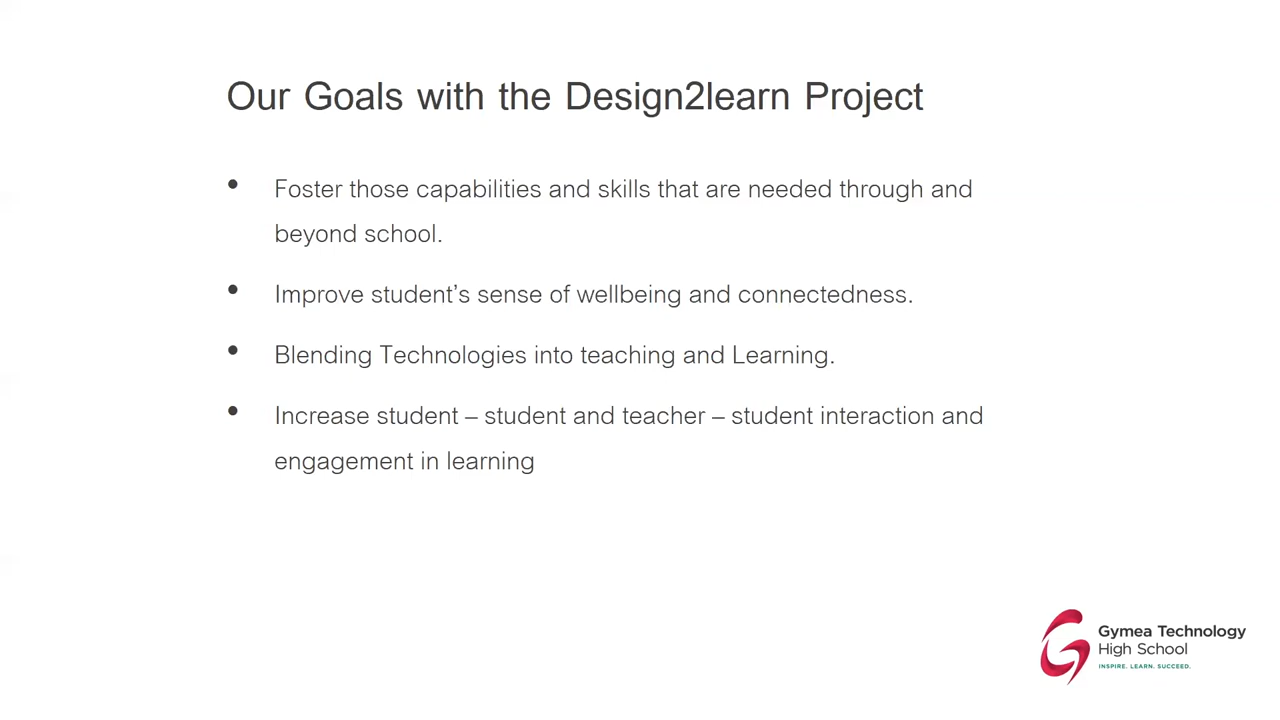 Our Goals with the Design2learn Project
• Foster those capabilities and skills that are needed through and
beyond school.
• Improve student’s sense of wellbeing and connectedness.
• Blending Technologies into teaching and Learning.
• Increase student – student and teacher – student interaction and
engagement in learning
Gymea Technology
High School
INSPIRE. LEARN. SUCCEED.